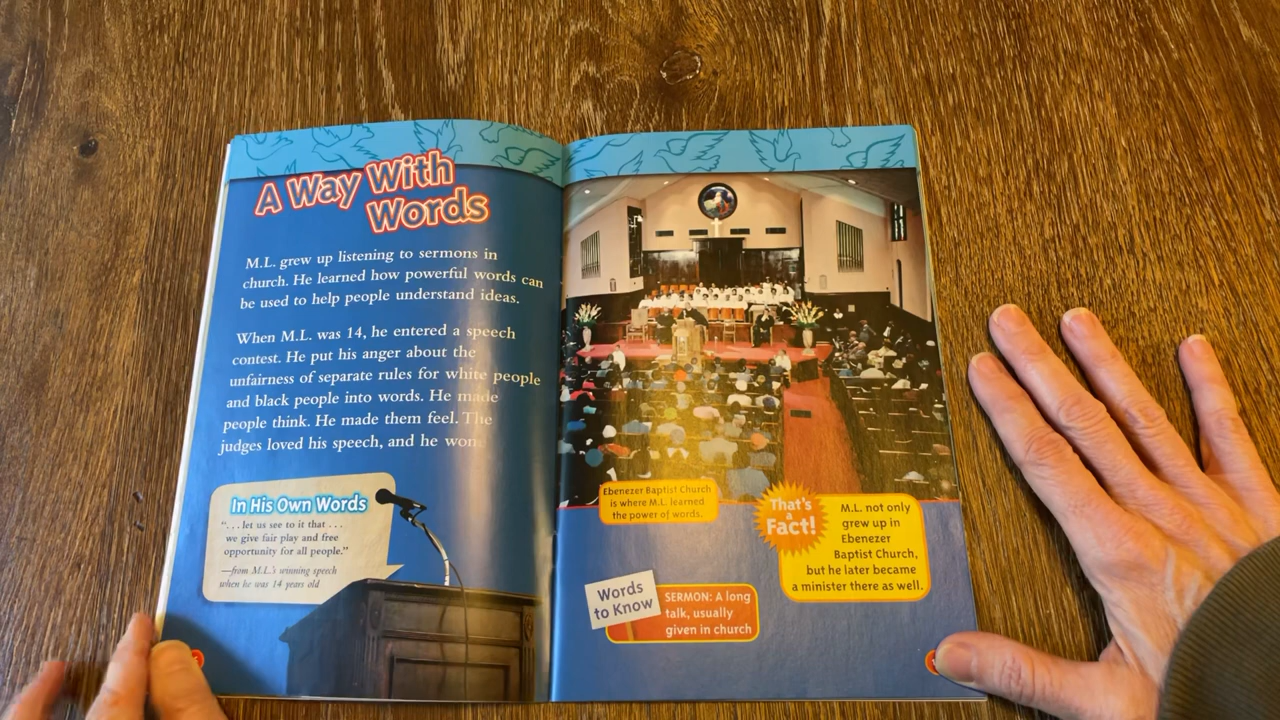 A Way With
Words
M.L. grew up listening to sermons in
church. He learned how powerful words can
be used to help people understand ideas.
When M.L. was 14, he entered a speech
contest. He put his anger about the
unfairness of separate rules for white people
and black people into words. He made
people think. He made them feel. The
judges loved his speech, and he won
In His Own Words
“. . . let us see to it that . . .
we give fair play and free
opportunity for all people.”
—from M.L.’s winning speech
when he was 14 years old
Ebenezer Baptist Church
is where M.L. learned
the power of words.
That’s
a
Fact!
M.L. not only
grew up in
Ebenezer
Baptist Church,
but he later became
a minister there as well.
Words
to Know
SERMON: A long
talk, usually
given in church